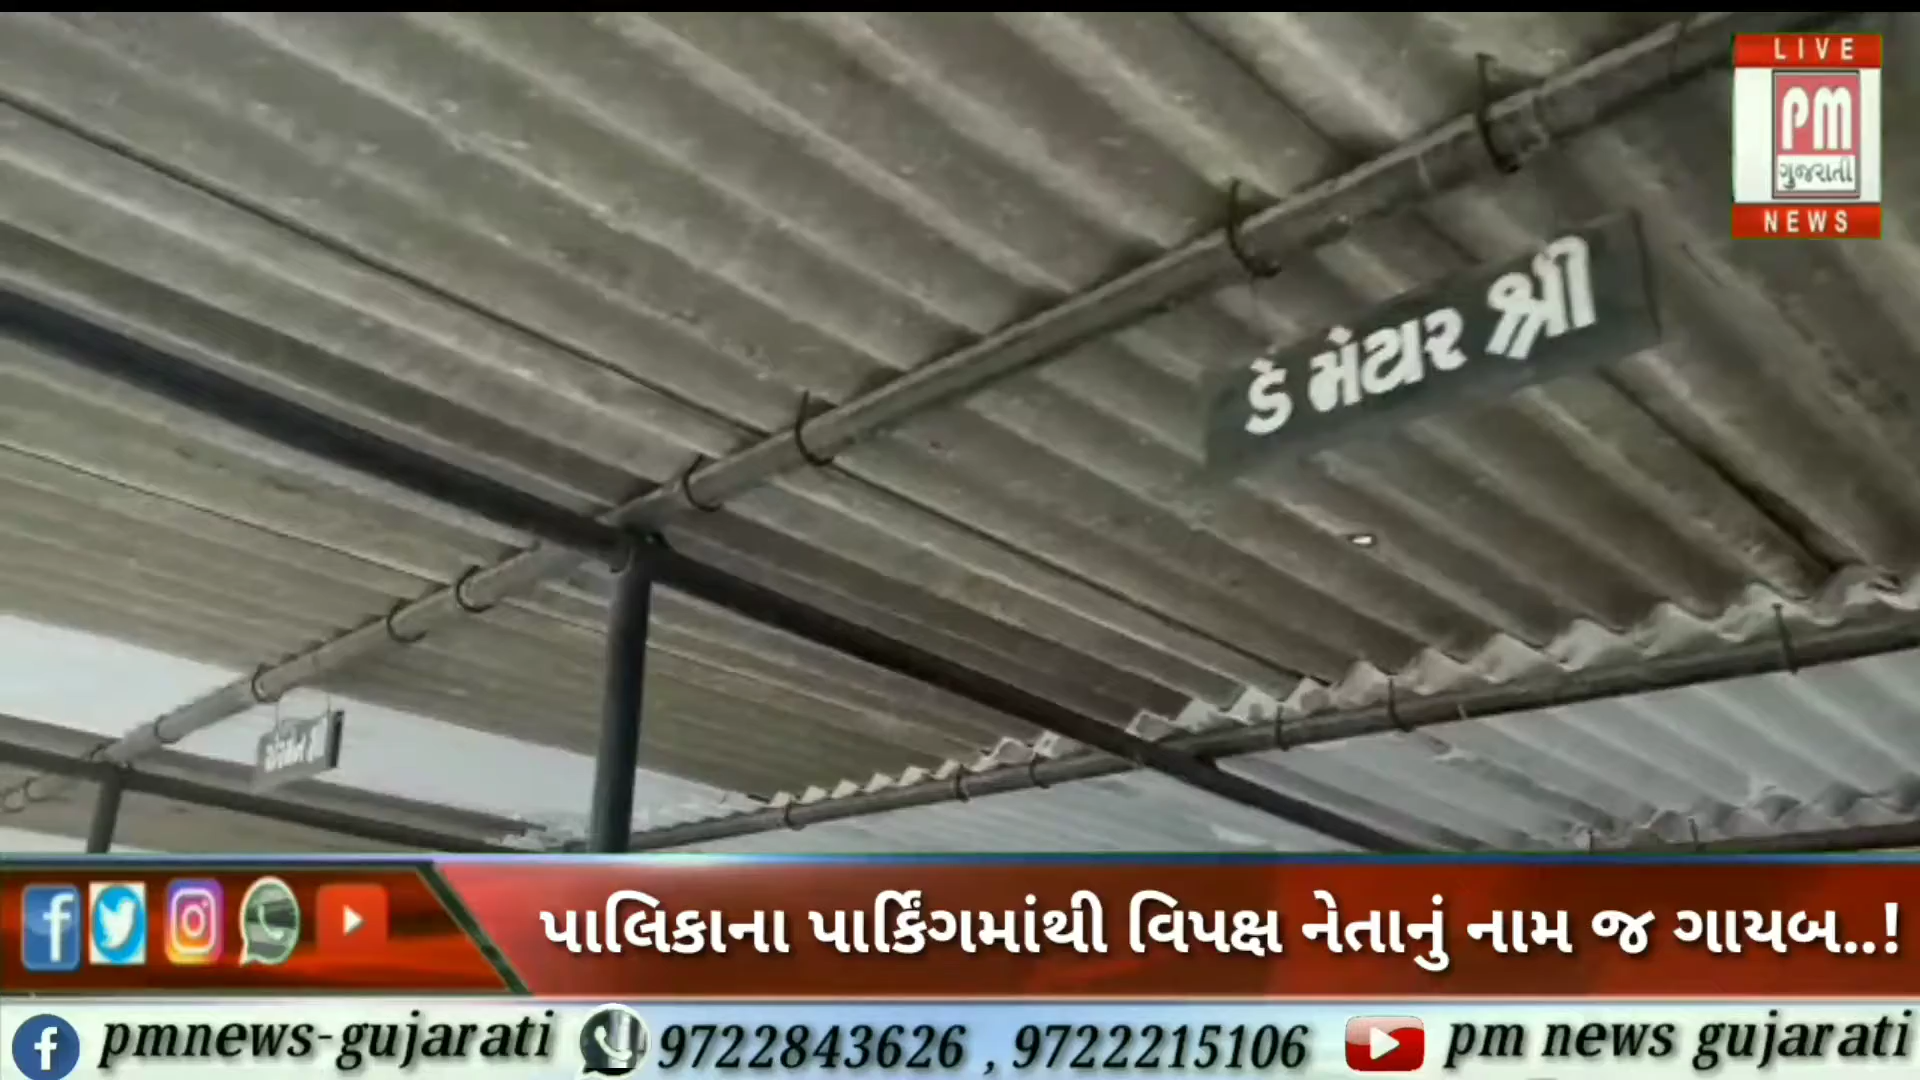 LIVE
PM
ગુજરાતી
NEWS
ડે મેયર શ્રી
પાલિકાના પાર્કિંગમાંથી વિપક્ષ નેતાનું નામ જ ગાયબ..!
pmnews-gujarati 9722843626 , 9722215106 pm news gujarati